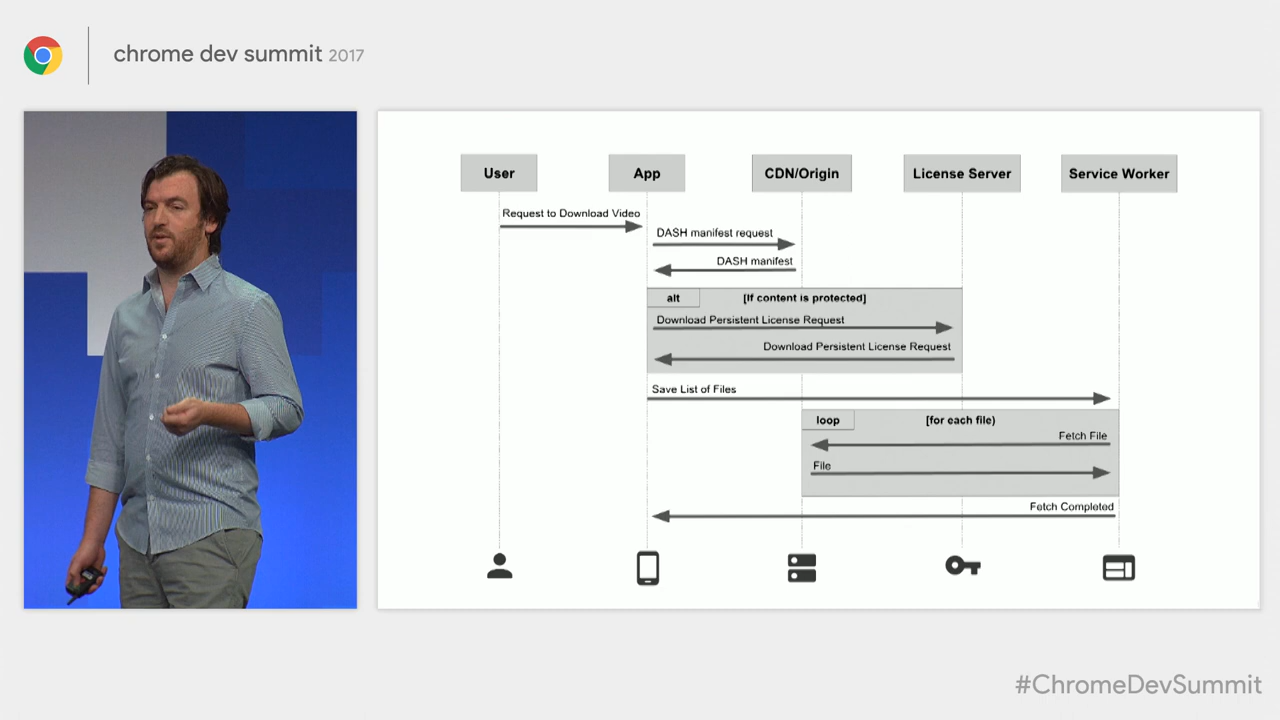 chrome dev summit 2017
User
App
CDN/Origin
License Server
Service Worker
Request to Download Video
DASH manifest request
DASH manifest
alt
[If content is protected]
Download Persistent License Request
Download Persistent License Request
Save List of Files
loop
[for each file)
Fetch File
File
Fetch Completed
#ChromeDevSummit